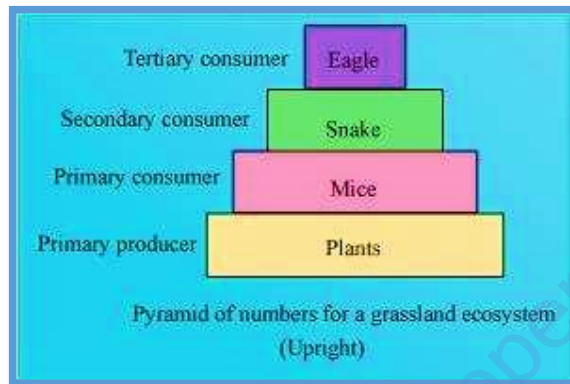 Tertiary consumer Eagle
Secondary consumer Snake
Primary consumer Mice
Primary producer Plants
Pyramid of numbers for a grassland ecosystem
(Upright)